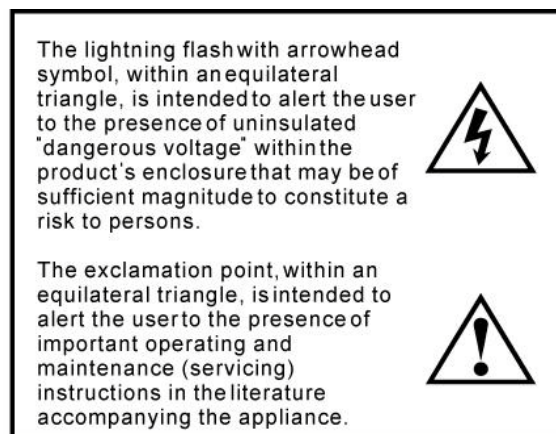 The lightning flash with arrowhead
symbol, within an equilateral
triangle, is intended to alert the user
to the presence of uninsulated
"dangerous voltage" within the
product's enclosure that may be of
sufficient magnitude to constitute a
risk to persons.
The exclamation point, within an
equilateral triangle, is intended to
alert the user to the presence of
important operating and
maintenance (servicing)
instructions in the literature
accompanying the appliance.